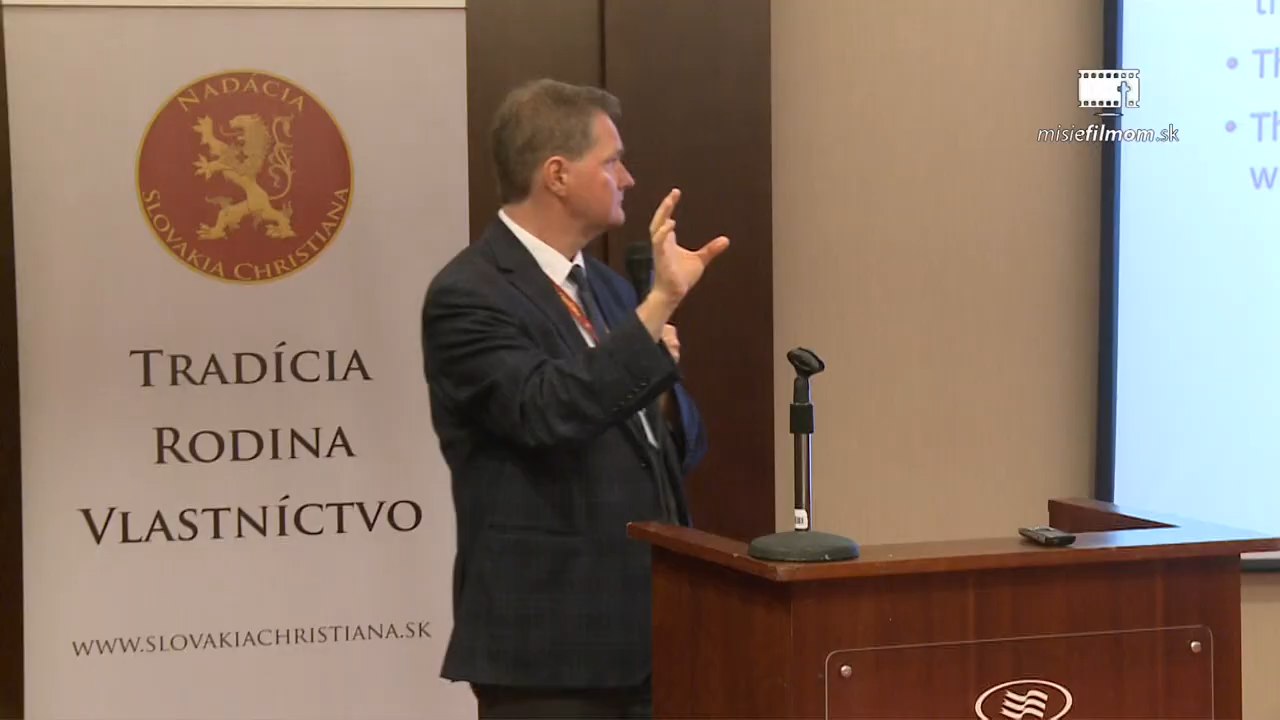 NADÁCIA
SLOVAKIA CHRISTIANA
TRADÍCIA
RODINA
VLASTNÍCTVO
WWW.SLOVAKIACHRISTIANA.SK
misiefilmom.sk